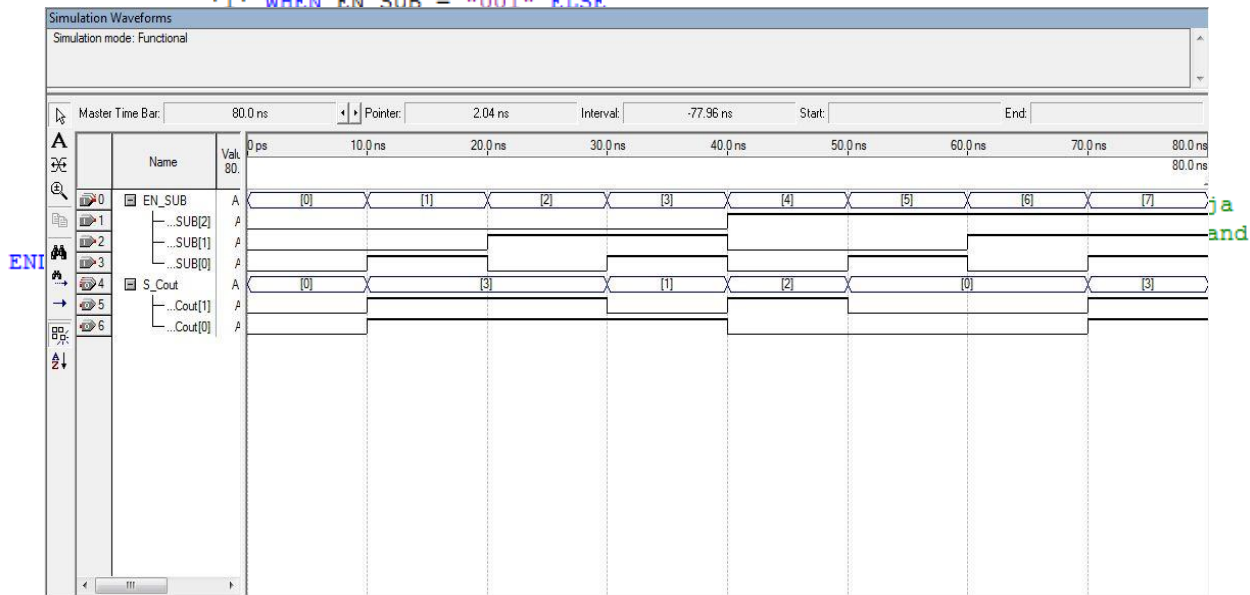 '1' WHEN EN_SUB = "001" ELSE
Simulation Waveforms
Simulation mode: Functional
Master Time Bar: 80.0 ns Pointer: 2.04 ns Interval: -77.96 ns Start: End:
A
0 ps 10.0 ns 20.0 ns 30.0 ns 40.0 ns 50.0 ns 60.0 ns 70.0 ns 80.0 ns
Name
80.
80.0 ns
0 EN_SUB A [0] [1] [2] [3] [4] [5] [6] [7]
ja
1 ...SUB[2] A
and
2 ...SUB[1] A
3 ...SUB[0] A
4 S_Cout A [0] [3] [1] [2] [0] [3]
5 ...Cout[1] A
6 ...Cout[0] A